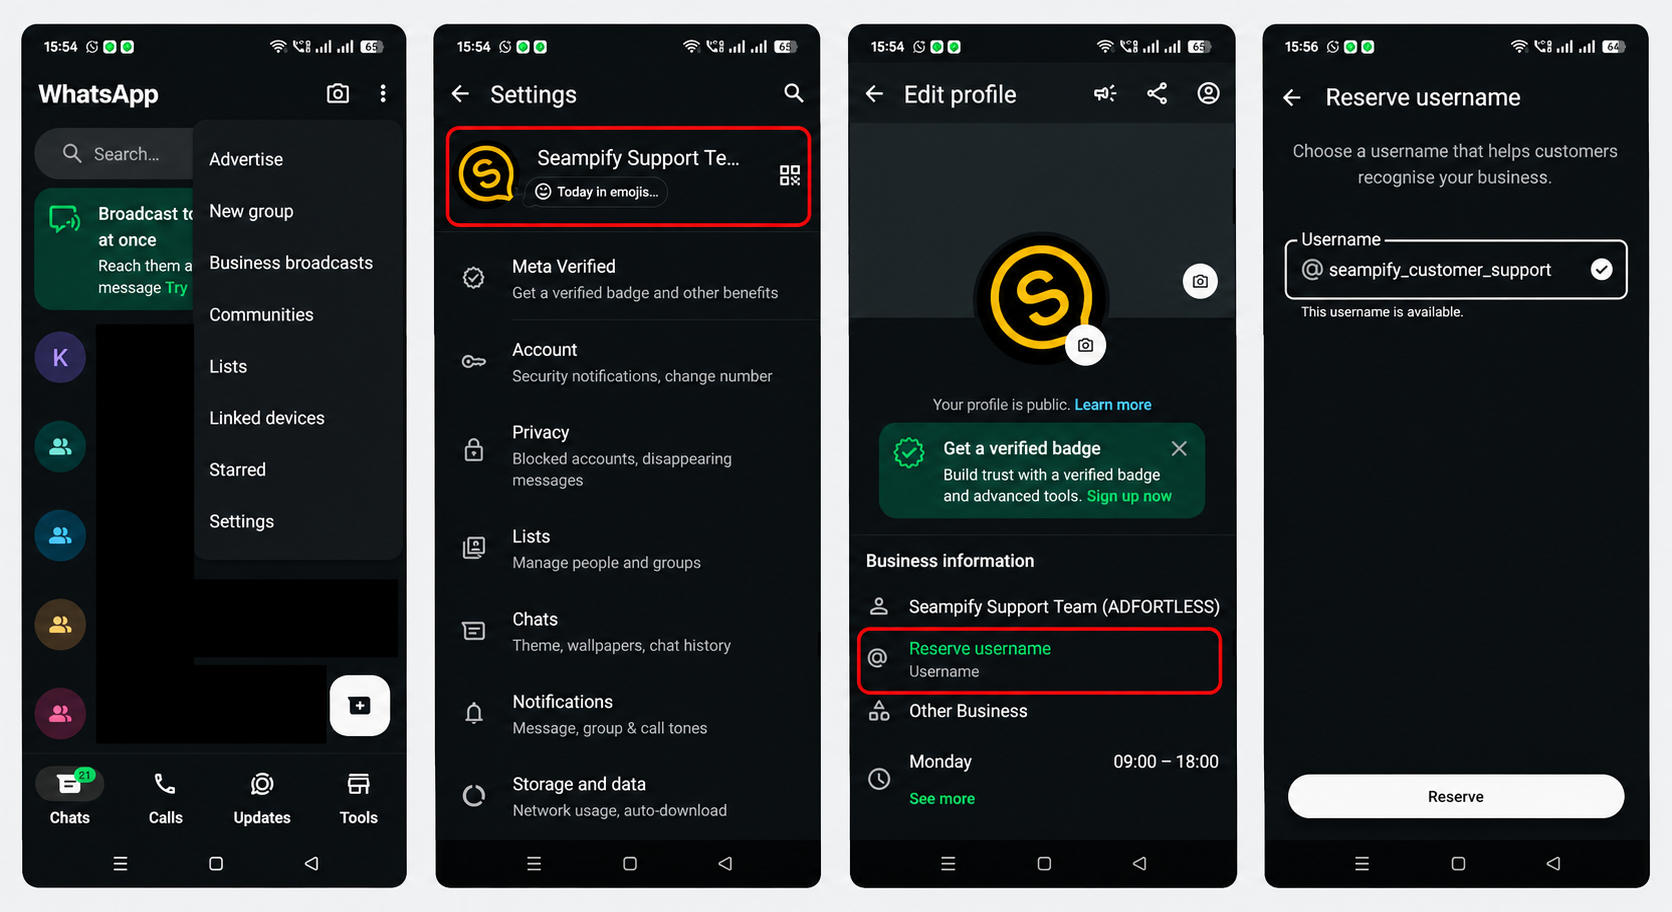 15:54
65
WhatsApp
Search...
Advertise
New group
Business broadcasts
Communities
Lists
Linked devices
Starred
Settings
Broadcast to
at once
Reach them a
message Try
K
21
Chats
Calls
Updates
Tools
15:54
65
Settings
Seampify Support Te...
Today in emojis...
Meta Verified
Get a verified badge and other benefits
Account
Security notifications, change number
Privacy
Blocked accounts, disappearing
messages
Lists
Manage people and groups
Chats
Theme, wallpapers, chat history
Notifications
Message, group & call tones
Storage and data
Network usage, auto-download
15:54
65
Edit profile
S
Your profile is public. Learn more
Get a verified badge
Build trust with a verified badge
and advanced tools. Sign up now
Business information
Seampify Support Team (ADFORTLESS)
@ Reserve username
Username
Other Business
Monday 09:00 – 18:00
See more
15:56
64
Reserve username
Choose a username that helps customers
recognise your business.
Username
@ seampify_customer_support
This username is available.
Reserve